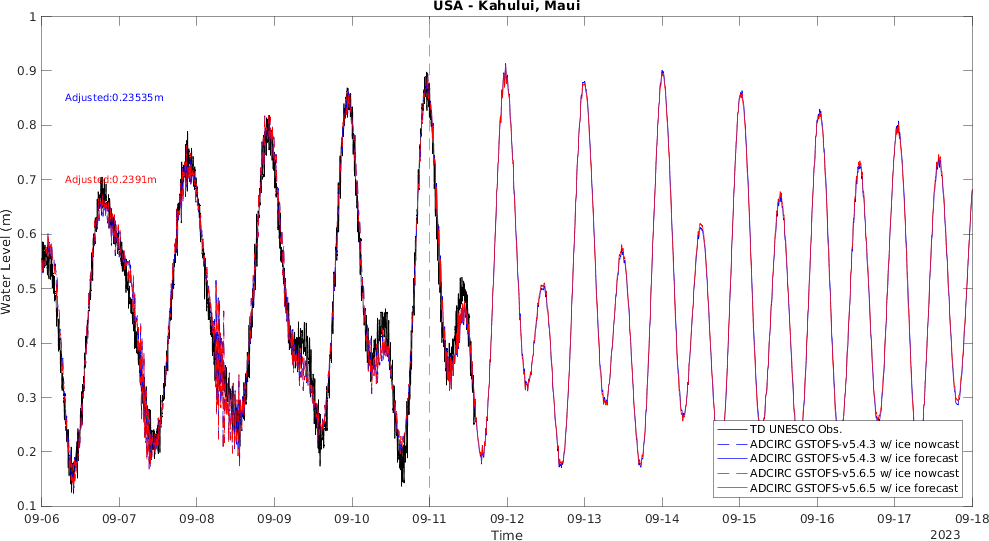 USA - Kahului, Maui
1
0.9
0.8
0.7
0.6
0.5
0.4
0.3
0.2
0.1
Water Level (m)
Adjusted:0.23535m
Adjusted:0.2391m
TD UNESCO Obs.
ADCIRC GSTOFS-v5.4.3 w/ ice nowcast
ADCIRC GSTOFS-v5.4.3 w/ ice forecast
ADCIRC GSTOFS-v5.6.5 w/ ice nowcast
ADCIRC GSTOFS-v5.6.5 w/ ice forecast
09-06 09-07 09-08 09-09 09-10 09-11 09-12 09-13 09-14 09-15 09-16 09-17 09-18
Time 2023